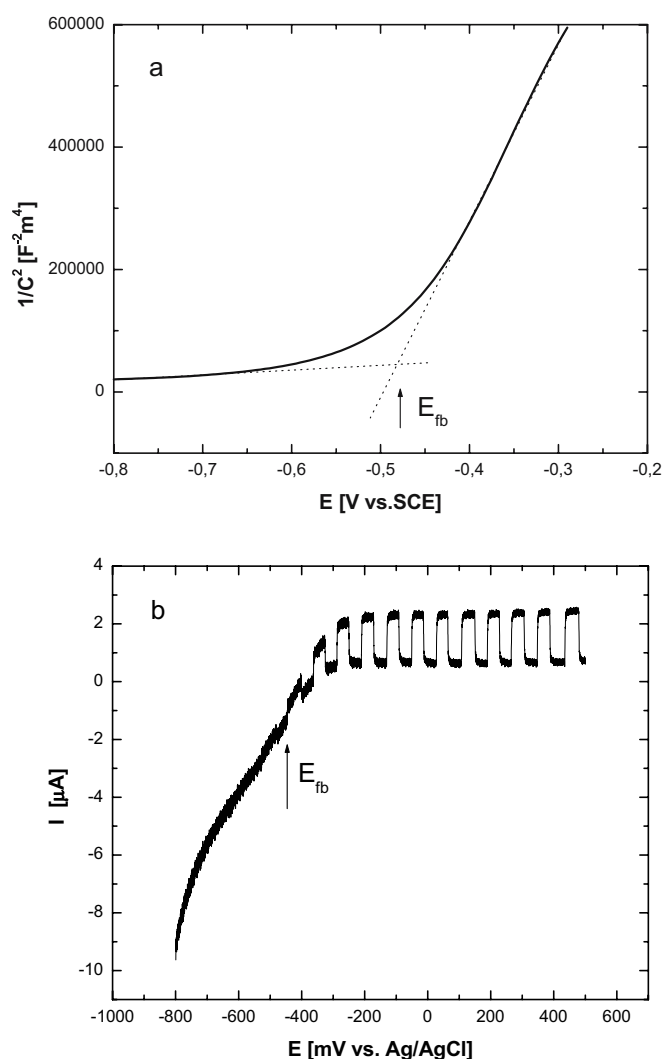 600000
a
400000
200000
0
1/C² [F⁻²m⁴]
E_fb
-0,8 -0,7 -0,6 -0,5 -0,4 -0,3 -0,2
E [V vs.SCE]
4
b
2
0
-2
-4
-6
-8
-10
I [µA]
E_fb
-1000 -800 -600 -400 -200 0 200 400 600
E [mV vs. Ag/AgCl]